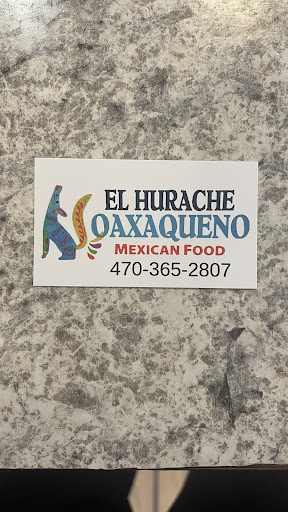 EL HURACHE
OAXAQUENO
MEXICAN FOOD
470-365-2807